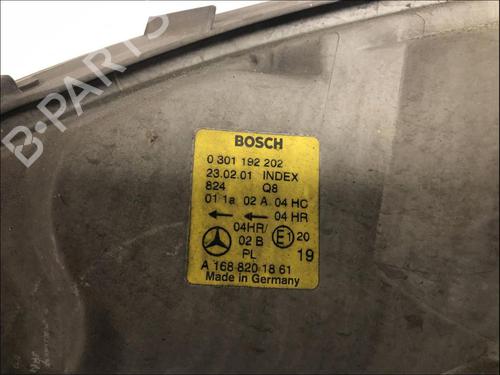 B-PARTS
BOSCH
0 301 192 202
23.02.01 INDEX
824 Q8
01 1a 02 A 04 HC
04 HR
04HR/ E1 20
02 B
PL 19
A 168 820 18 61
Made in Germany